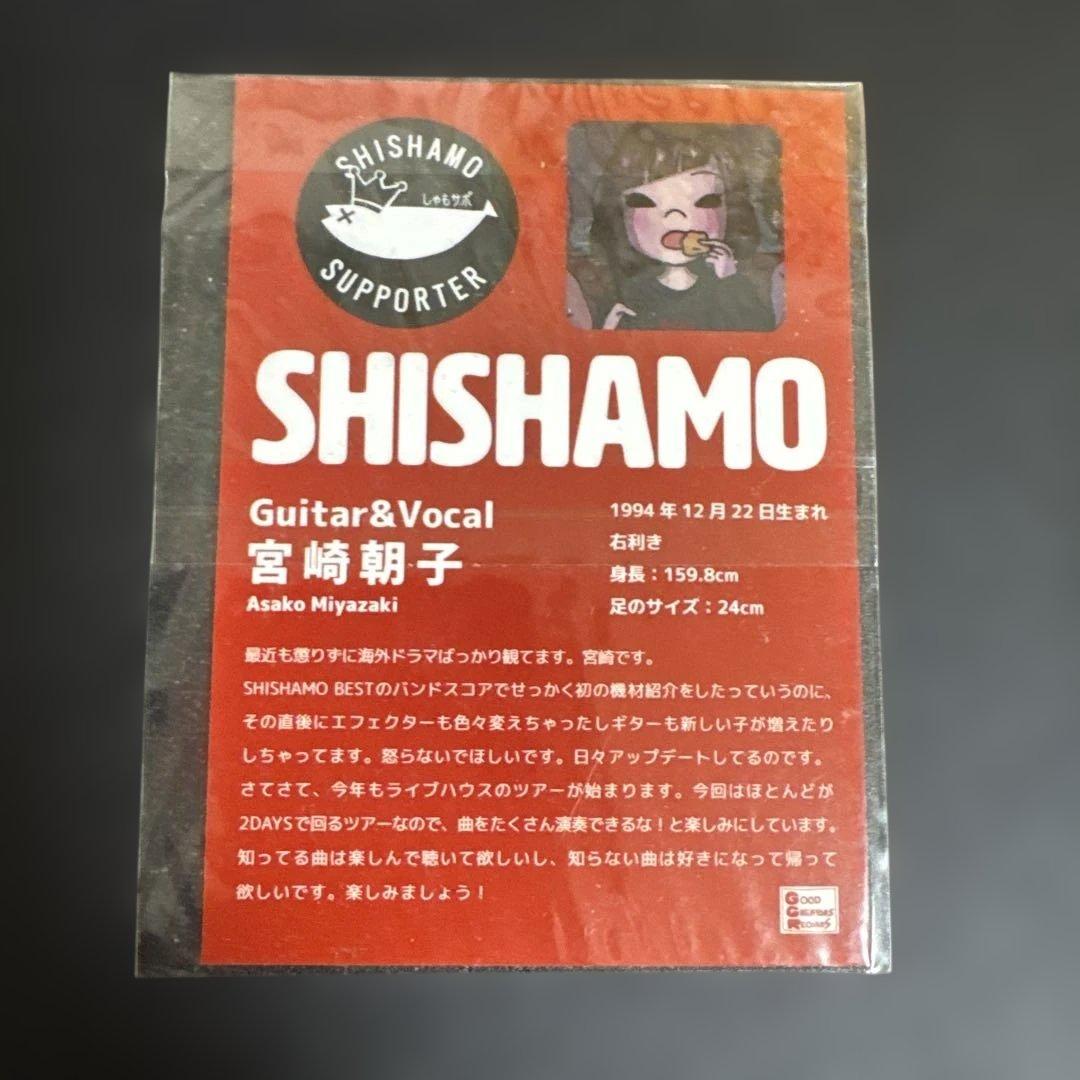 SHISHAMO
しゃもサポ
SUPPORTER
SHISHAMO
Guitar&Vocal
宮崎朝子
Asako Miyazaki
1994年12月22日生まれ
右利き
身長：159.8cm
足のサイズ：24cm
最近も懲りずに海外ドラマばっかり観てます。宮崎です。
SHISHAMO BESTのバンドスコアでせっかく初の機材紹介をしたっていうのに、
その直後にエフェクターも色々変えちゃったしギターも新しい子が増えたり
しちゃってます。怒らないでほしいです。日々アップデートしてるのです。
さてさて、今年もライブハウスのツアーが始まります。今回はほとんどが
2DAYSで回るツアーなので、曲をたくさん演奏できるな！と楽しみにしています。
知ってる曲は楽しんで聴いて欲しいし、知らない曲は好きになって帰って
欲しいです。楽しみましょう！
GOOD
CREATORS
RECORDS